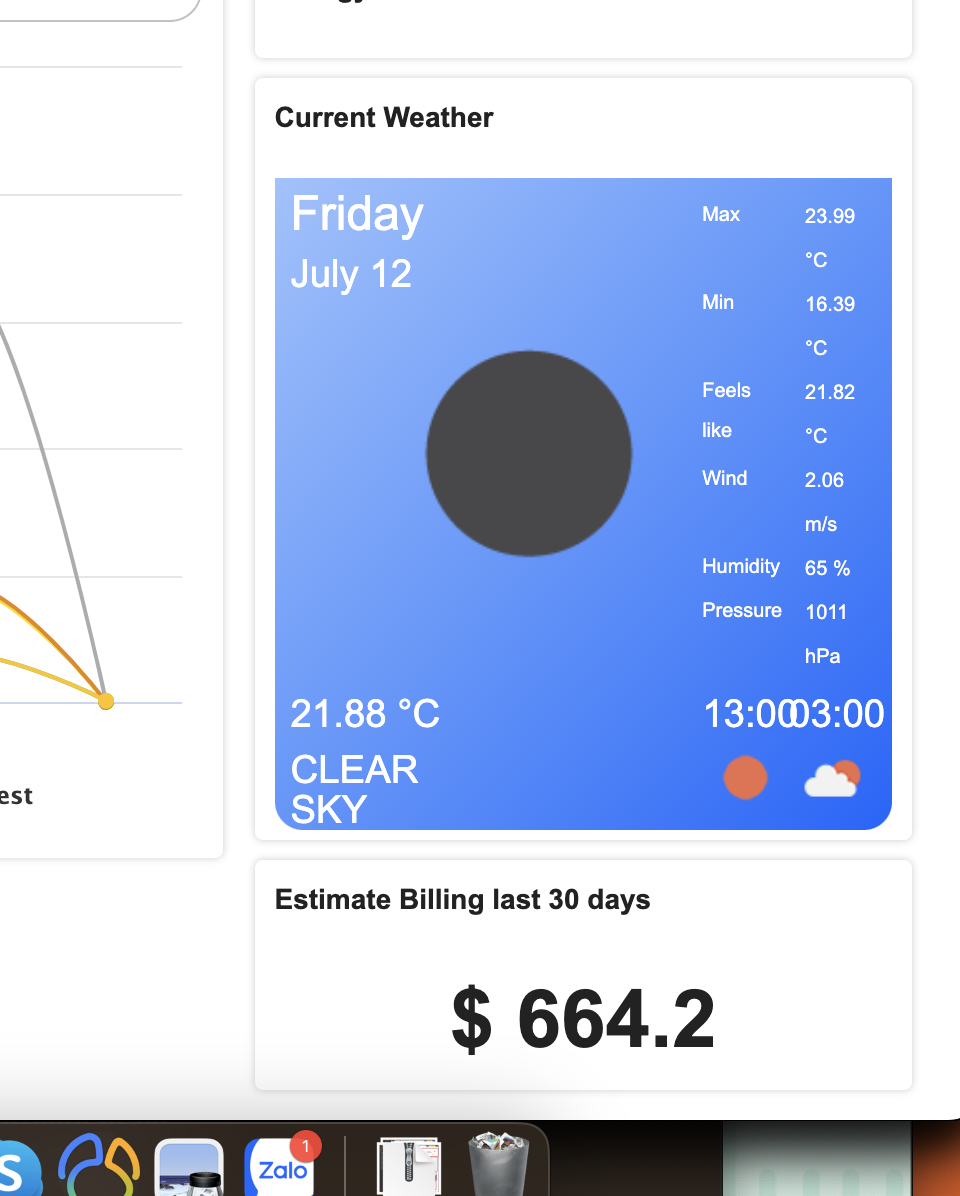 Current Weather
Friday
July 12
Max 23.99
°C
Min 16.39
°C
Feels 21.82
like °C
Wind 2.06
m/s
Humidity 65 %
Pressure 1011
hPa
21.88 °C
13:00 03:00
CLEAR
SKY
est
Estimate Billing last 30 days
$ 664.2
S
Zalo
1